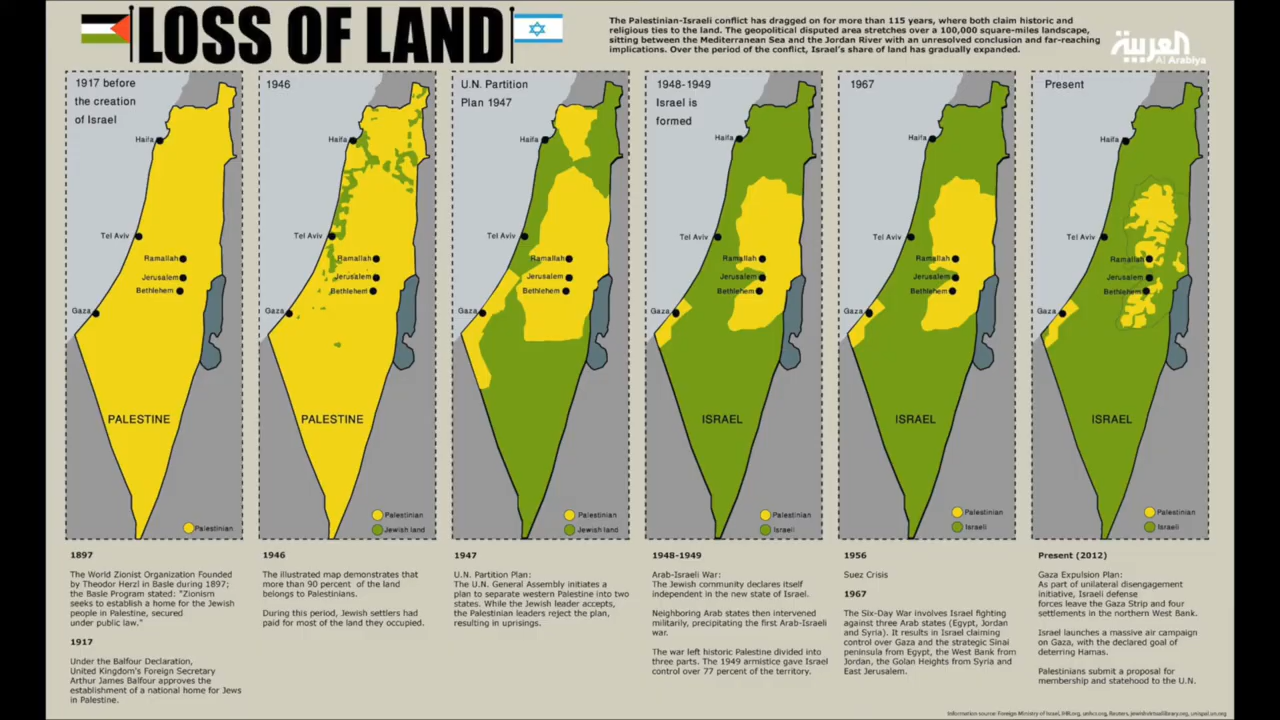 LOSS OF LAND
The Palestinian-Israeli conflict has dragged on for more than 115 years, where both claim historic and
religious ties to the land. The geopolitical disputed area stretches over a 100,000 square-miles landscape,
sitting between the Mediterranean Sea and the Jordan River with an unresolved conclusion and far-reaching
implications. Over the period of the conflict, Israel's share of land has gradually expanned.
العربية
Al Arabiya
1917 before
the creation
of Israel
Haifa
Tel Aviv
Ramallah
Jerusalem
Bethlehem
Gaza
PALESTINE
Palestinian
1946
Haifa
Tel Aviv
Ramallah
Jerusalem
Bethlehem
Gaza
PALESTINE
Palestinian
Jewish land
U.N. Partition
Plan 1947
Haifa
Tel Aviv
Ramallah
Jerusalem
Bethlehem
Gaza
Palestinian
Jewish land
1948-1949
Israel is
formed
Haifa
Tel Aviv
Ramallah
Jerusalem
Bethlehem
Gaza
ISRAEL
Palestinian
Israeli
1967
Haifa
Tel Aviv
Ramallah
Jerusalem
Bethlehem
Gaza
ISRAEL
Palestinian
Israeli
Present
Haifa
Tel Aviv
Ramallah
Jerusalem
Bethlehem
Gaza
ISRAEL
Palestinian
Israeli
1897
The World Zionist Organization Founded
by Theodor Herzl in Basle during 1897;
the Basle Program stated: "Zionism
seeks to establish a home for the Jewish
people in Palestine, secured
under public law."
1917
Under the Balfour Declaration,
United Kingdom's Foreign Secretary
Arthur James Balfour approves the
establishment of a national home for Jews
in Palestine.
1946
The illustrated map demonstrates that
more than 90 percent of the land
belongs to Palestinians.
During this period, Jewish settlers had
paid for most of the land they occupied.
1947
U.N. Partition Plan:
The U.N. General Assembly initiates a
plan to separate western Palestine into two
states. While the Jewish leader accepts,
the Palestinian leaders reject the plan,
resulting in uprisings.
1948-1949
Arab-Israeli War:
The Jewish community declares itself
independent in the new state of Israel.
Neighboring Arab states then intervened
militarily, precipitating the first Arab-Israeli
war.
The war left historic Palestine divided into
three parts. The 1949 armistice gave Israel
control over 77 percent of the territory.
1956
Suez Crisis
1967
The Six-Day War involves Israel fighting
against three Arab states (Egypt, Jordan
and Syria). It results in Israel claiming
control over Gaza and the strategic Sinai
peninsula from Egypt, the West Bank from
Jordan, the Golan Heights from Syria and
East Jerusalem.
Present (2012)
Gaza Expulsion Plan:
As part of unilateral disengagement
initiative, Israeli defense
forces leave the Gaza Strip and four
settlements in the northern West Bank.
Israel launches a massive air campaign
on Gaza, with the declared goal of
deterring Hamas.
Palestinians submit a proposal for
membership and statehood to the U.N.
Information source: Foreign Ministry of Israel, IHR.org, unhcr.org, Reuters, jewishvirtuallibrary.org, unispal.un.org